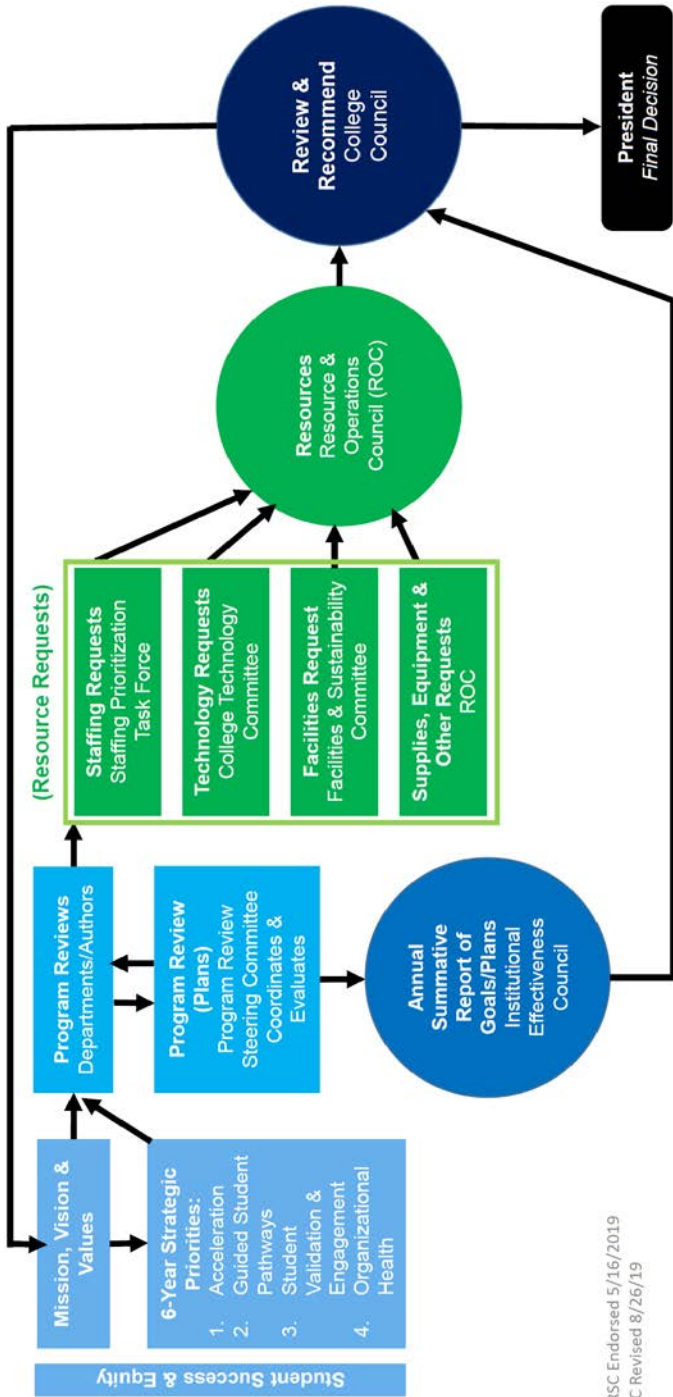 Student Success & Equity
Mission, Vision &
Values
6-Year Strategic
Priorities:
1. Acceleration
2. Guided Student
Pathways
3. Student
Validation &
Engagement
4. Organizational
Health
Program Reviews
Departments/Authors
Program Review
(Plans)
Program Review
Steering Committee
Coordinates &
Evaluates
Annual
Summative
Report of
Goals/Plans
Institutional
Effectiveness
Council
(Resource Requests)
Staffing Requests
Staffing Prioritization
Task Force
Technology Requests
College Technology
Committee
Facilities Request
Facilities & Sustainability
Committee
Supplies, Equipment &
Other Requests
ROC
Resources
Resource &
Operations
Council (ROC)
Review &
Recommend
College
Council
President
Final Decision
Endorsed 5/16/2019
Revised 8/26/19